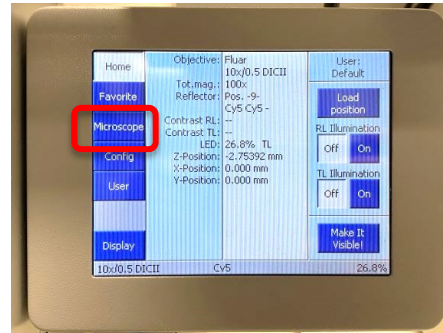 Home
Favorite
Microscope
Config
User
Display
Objective: Fluar
10x/0.5 DICII
Tot.mag.: 100x
Reflector: Pos. -9-
Cy5 Cy5 -
Contrast RL: --
Contrast TL: --
LED: 26.8% TL
Z-Position: -2.75392 mm
X-Position: 0.000 mm
Y-Position: 0.000 mm
User:
Default
Load
position
RL Illumination
Off On
TL Illumination
Off On
Make It
Visible!
10x/0.5 DICII Cy5 26.8%